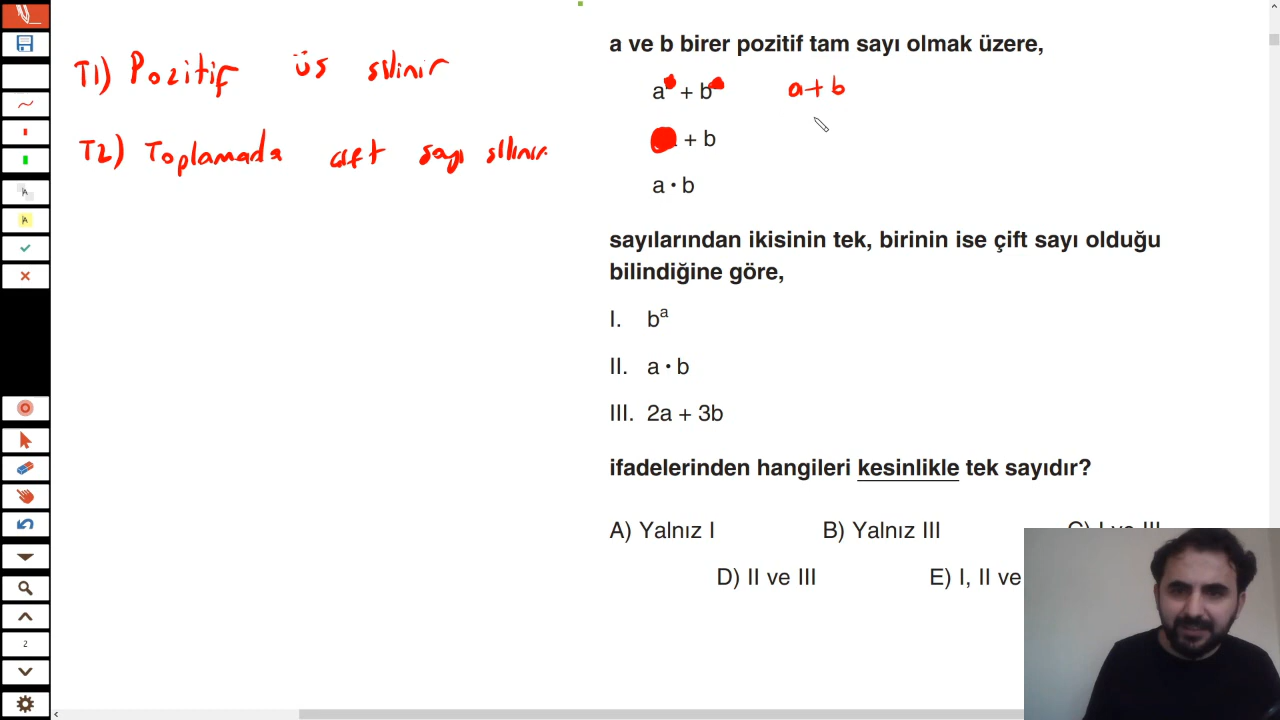 T1) Pozitif üs silinir
T2) Toplamada çift sayı silinir
a ve b birer pozitif tam sayı olmak üzere,
a + b a+b
+ b
a · b
sayılarından ikisinin tek, birinin ise çift sayı olduğu
bilindiğine göre,
I. bᵃ
II. a · b
III. 2a + 3b
ifadelerinden hangileri kesinlikle tek sayıdır?
A) Yalnız I B) Yalnız III
D) II ve III E) I, II ve
2